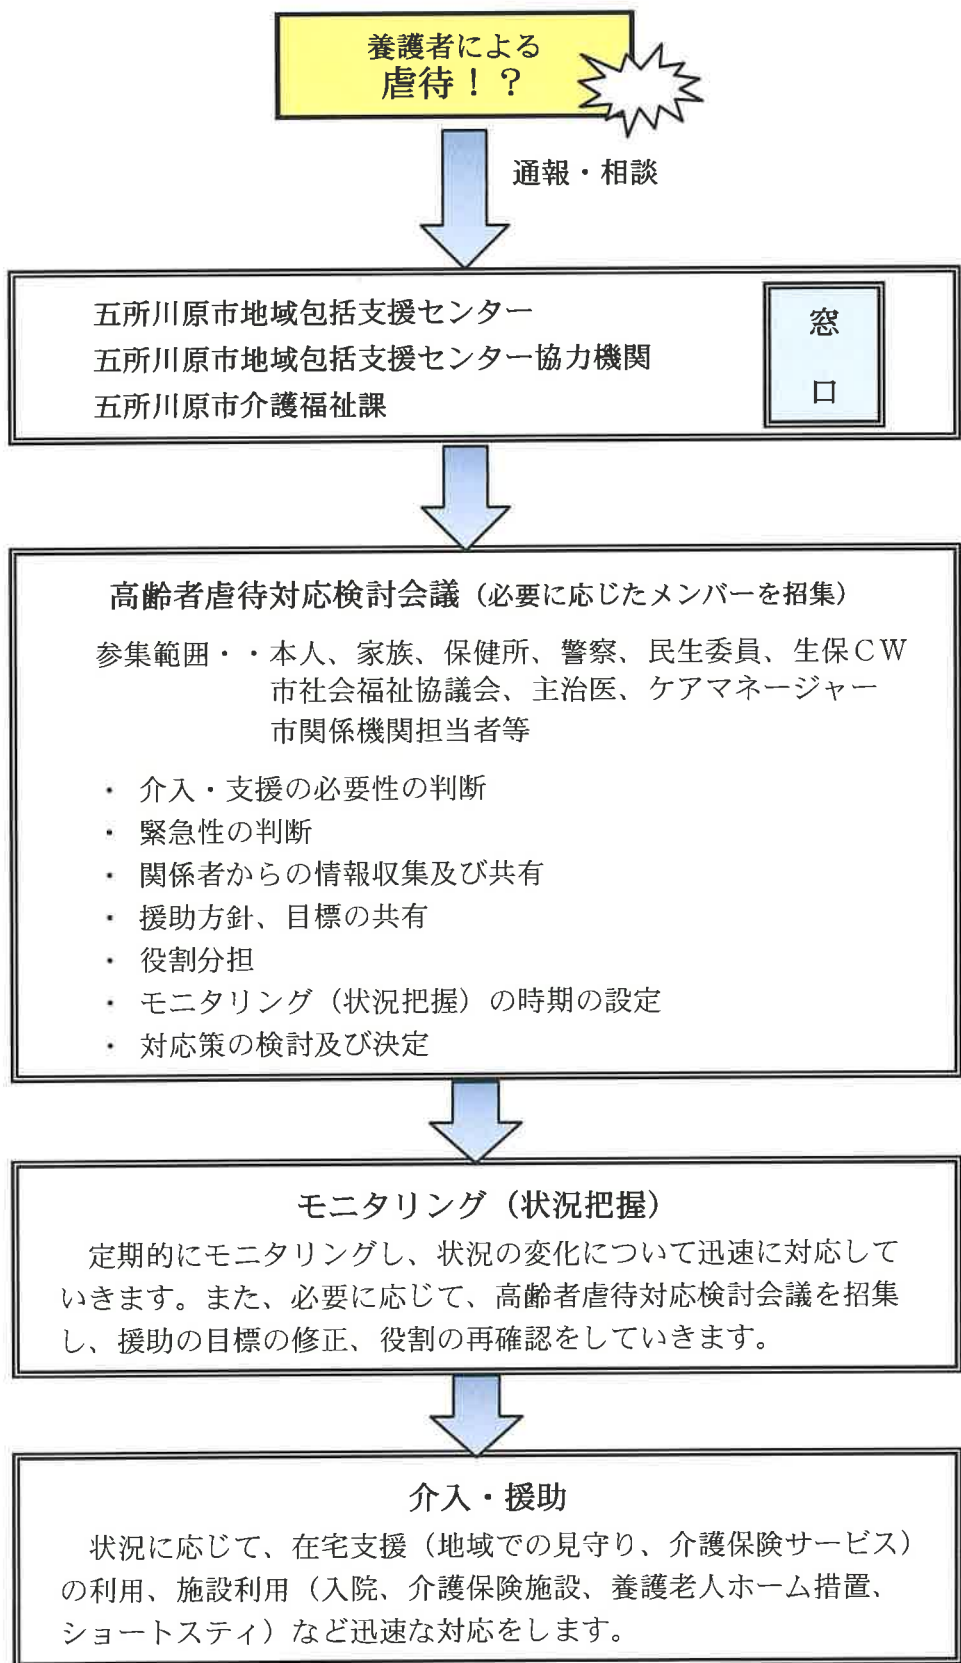 養護者による
虐待！？
通報・相談
五所川原市地域包括支援センター
五所川原市地域包括支援センター協力機関
五所川原市介護福祉課
窓
口
高齢者虐待対応検討会議（必要に応じたメンバーを招集）
参集範囲・・本人、家族、保健所、警察、民生委員、生保ＣＷ
市社会福祉協議会、主治医、ケアマネージャー
市関係機関担当者等
・ 介入・支援の必要性の判断
・ 緊急性の判断
・ 関係者からの情報収集及び共有
・ 援助方針、目標の共有
・ 役割分担
・ モニタリング（状況把握）の時期の設定
・ 対応策の検討及び決定
モニタリング（状況把握）
定期的にモニタリングし、状況の変化について迅速に対応して
いきます。また、必要に応じて、高齢者虐待対応検討会議を招集
し、援助の目標の修正、役割の再確認をしていきます。
介入・援助
状況に応じて、在宅支援（地域での見守り、介護保険サービス）
の利用、施設利用（入院、介護保険施設、養護老人ホーム措置、
ショートスティ）など迅速な対応をします。